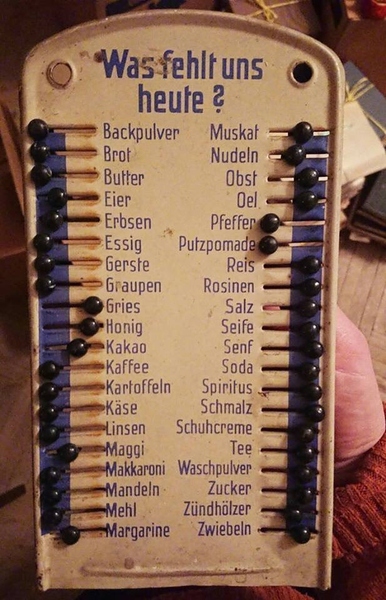 Was fehlt uns
heute ?
Backpulver Muskat
Brot Nudeln
Butter Obst
Eier Oel
Erbsen Pfeffer
Essig Putzpomade
Gerste Reis
Graupen Rosinen
Gries Salz
Honig Seife
Kakao Senf
Kaffee Soda
Kartoffeln Spiritus
Käse Schmalz
Linsen Schuhcreme
Maggi Tee
Makkaroni Waschpulver
Mandeln Zucker
Mehl Zündhölzer
Margarine Zwiebeln